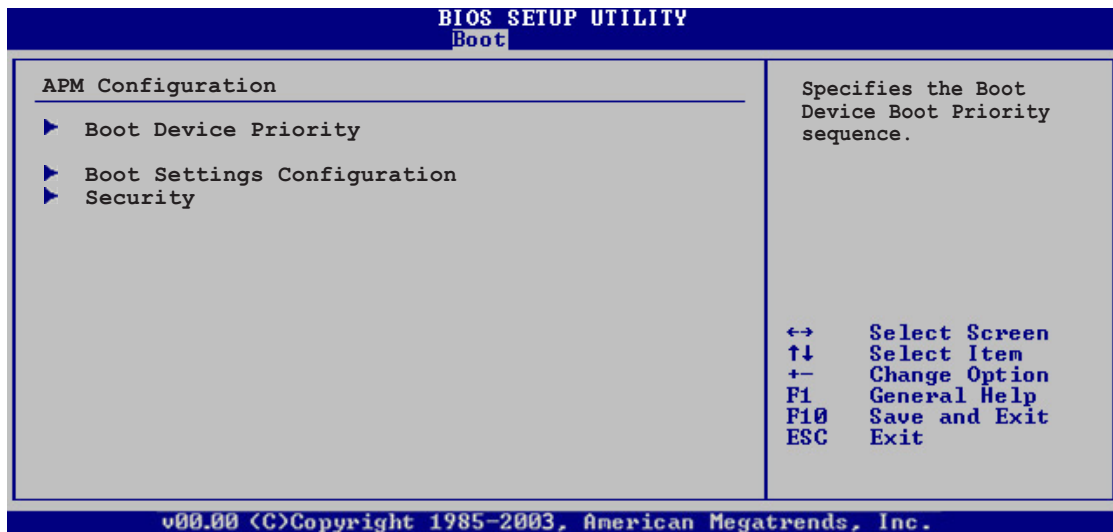 BIOS SETUP UTILITY
Boot
APM Configuration
Boot Device Priority
Boot Settings Configuration
Security
Specifies the Boot
Device Boot Priority
sequence.
←→ Select Screen
↑↓ Select Item
+- Change Option
F1 General Help
F10 Save and Exit
ESC Exit
v00.00 (C)Copyright 1985-2003, American Megatrends, Inc.